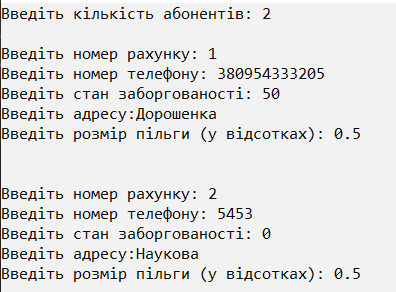 Введіть кількість абонентів: 2
Введіть номер рахунку: 1
Введіть номер телефону: 380954333205
Введіть стан заборгованості: 50
Введіть адресу:Дорошенка
Введіть розмір пільги (у відсотках): 0.5
Введіть номер рахунку: 2
Введіть номер телефону: 5453
Введіть стан заборгованості: 0
Введіть адресу:Наукова
Введіть розмір пільги (у відсотках): 0.5